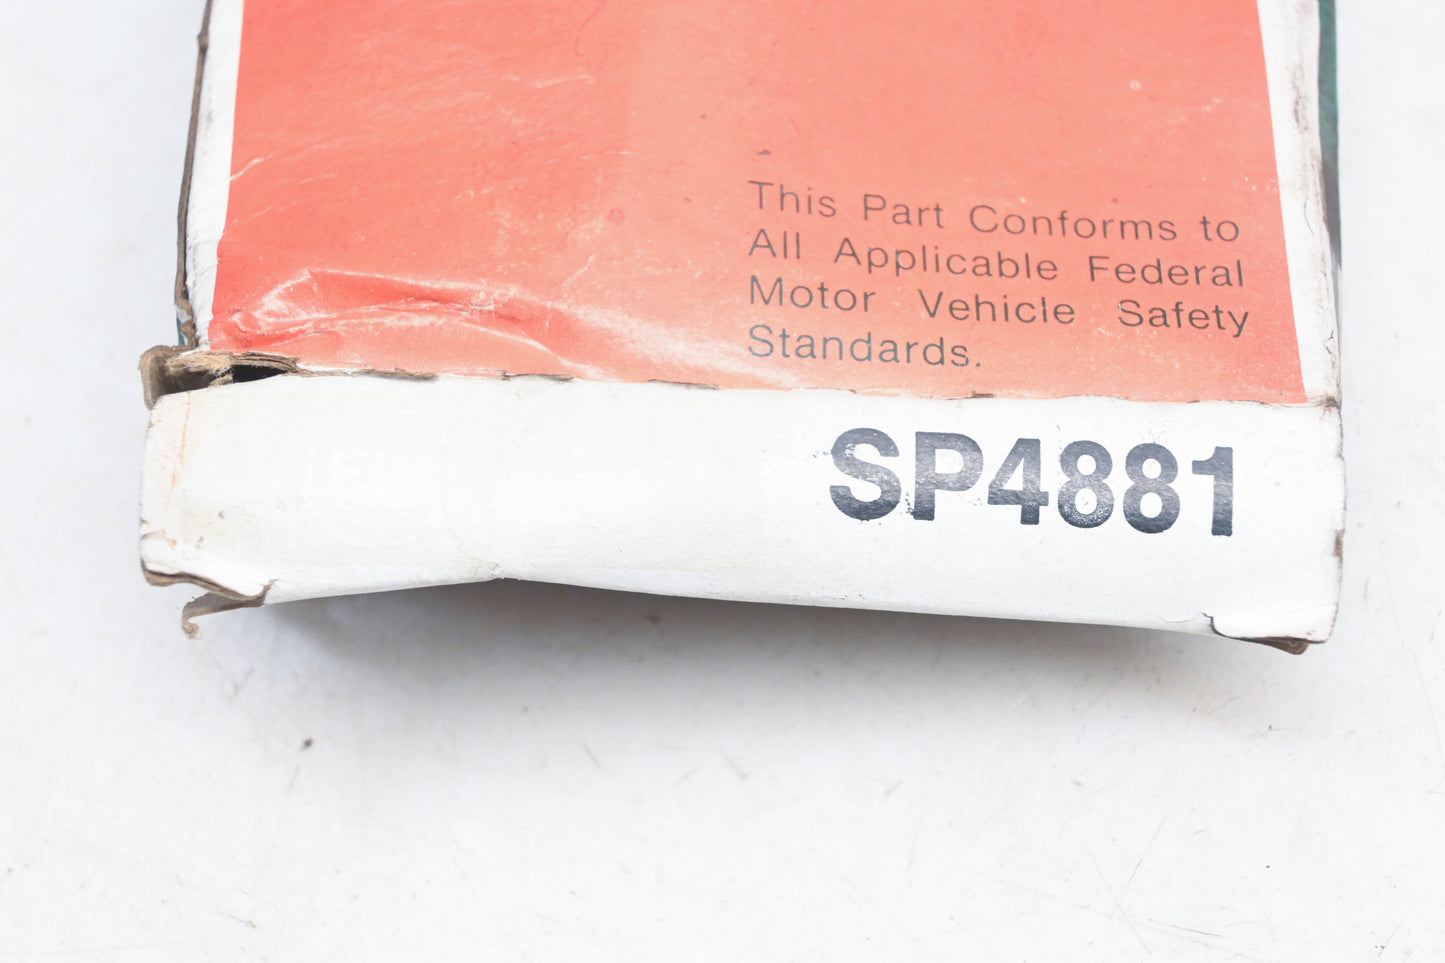 This Part Conforms to
All Applicable Federal
Motor Vehicle Safety
Standards.
SP4881